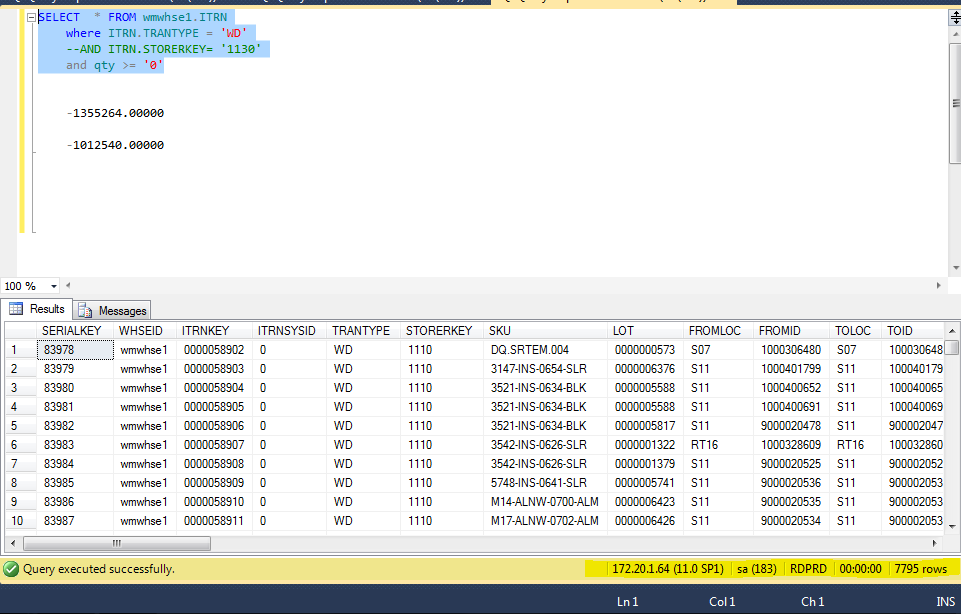 SELECT * FROM wmwhse1.ITRN
where ITRN.TRANTYPE = 'WD'
--AND ITRN.STORERKEY= '1130'
and qty >= '0'
-1355264.00000
-1012540.00000
100 %
Results Messages
SERIALKEY WHSEID ITRNKEY ITRNSYSID TRANTYPE STORERKEY SKU LOT FROMLOC FROMID TOLOC TOID
1 83978 wmwhse1 0000058902 0 WD 1110 DQ.SRTEM.004 0000000573 S07 1000306480 S07 100030648
2 83979 wmwhse1 0000058903 0 WD 1110 3147-INS-0654-SLR 0000006376 S11 1000401799 S11 100040179
3 83980 wmwhse1 0000058904 0 WD 1110 3521-INS-0634-BLK 0000005588 S11 1000400652 S11 100040065
4 83981 wmwhse1 0000058905 0 WD 1110 3521-INS-0634-BLK 0000005588 S11 1000400691 S11 100040069
5 83982 wmwhse1 0000058906 0 WD 1110 3521-INS-0634-BLK 0000005817 S11 9000020478 S11 900002047
6 83983 wmwhse1 0000058907 0 WD 1110 3542-INS-0626-SLR 0000001322 RT16 1000328609 RT16 100032860
7 83984 wmwhse1 0000058908 0 WD 1110 3542-INS-0626-SLR 0000001379 S11 9000020525 S11 900002052
8 83985 wmwhse1 0000058909 0 WD 1110 5748-INS-0641-SLR 0000005741 S11 9000020536 S11 900002053
9 83986 wmwhse1 0000058910 0 WD 1110 M14-ALNW-0700-ALM 0000006423 S11 9000020535 S11 900002053
10 83987 wmwhse1 0000058911 0 WD 1110 M17-ALNW-0702-ALM 0000006426 S11 9000020534 S11 900002053
Query executed successfully. 172.20.1.64 (11.0 SP1) sa (183) RDPRD 00:00:00 7795 rows
Ln 1 Col 1 Ch 1 INS